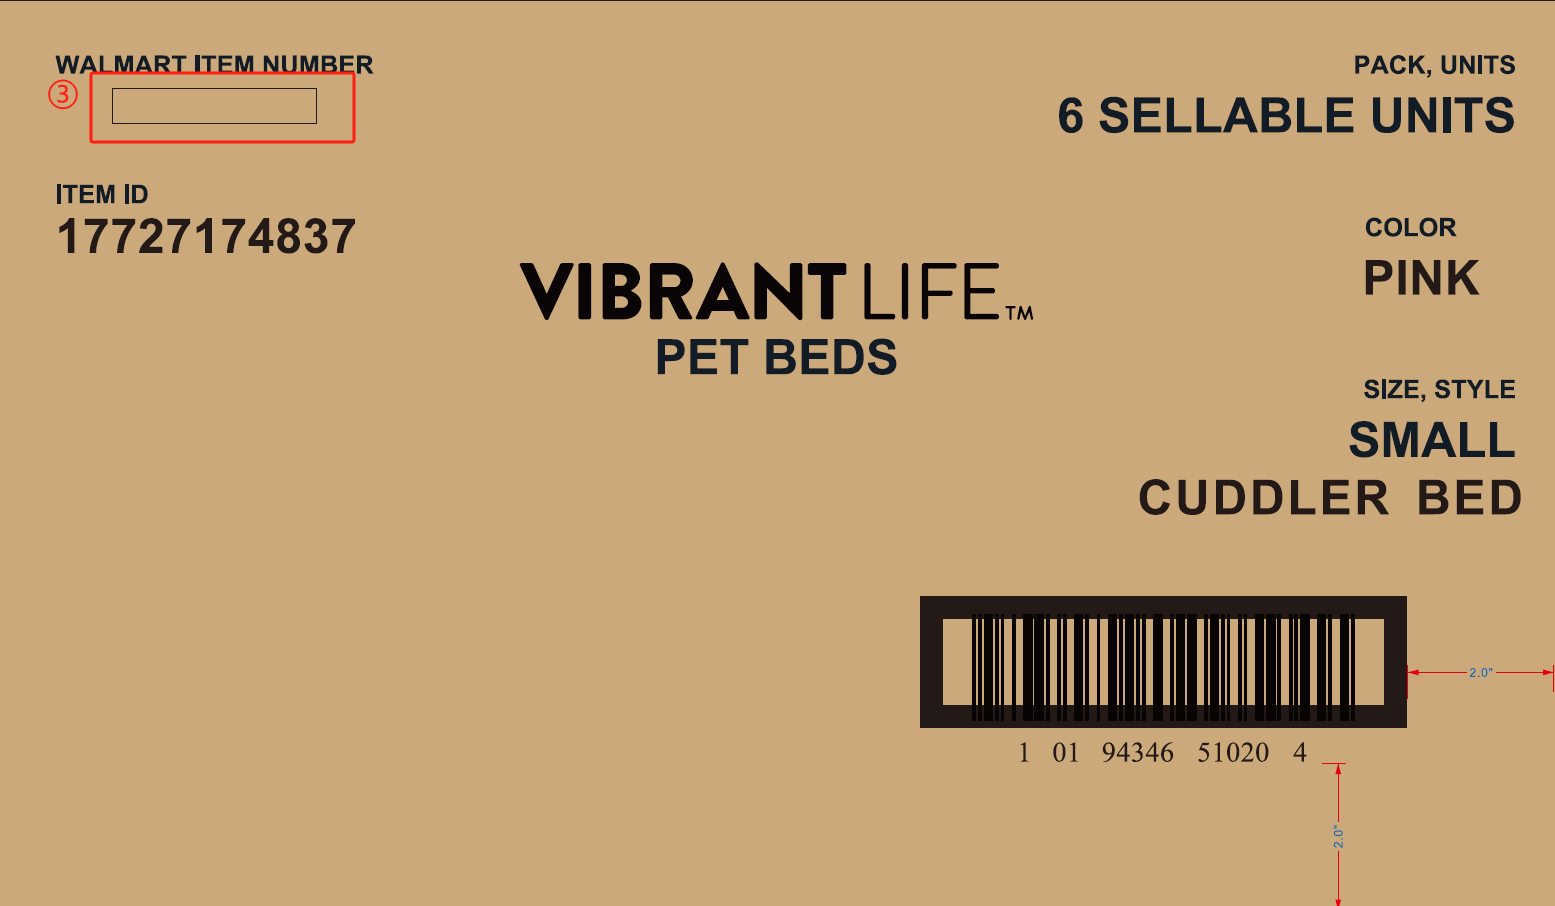 WALMART ITEM NUMBER
③
ITEM ID
17727174837
PACK, UNITS
6 SELLABLE UNITS
COLOR
PINK
VIBRANT LIFE™
PET BEDS
SIZE, STYLE
SMALL
CUDDLER BED
2.0"
1 01 94346 51020 4
2.0"